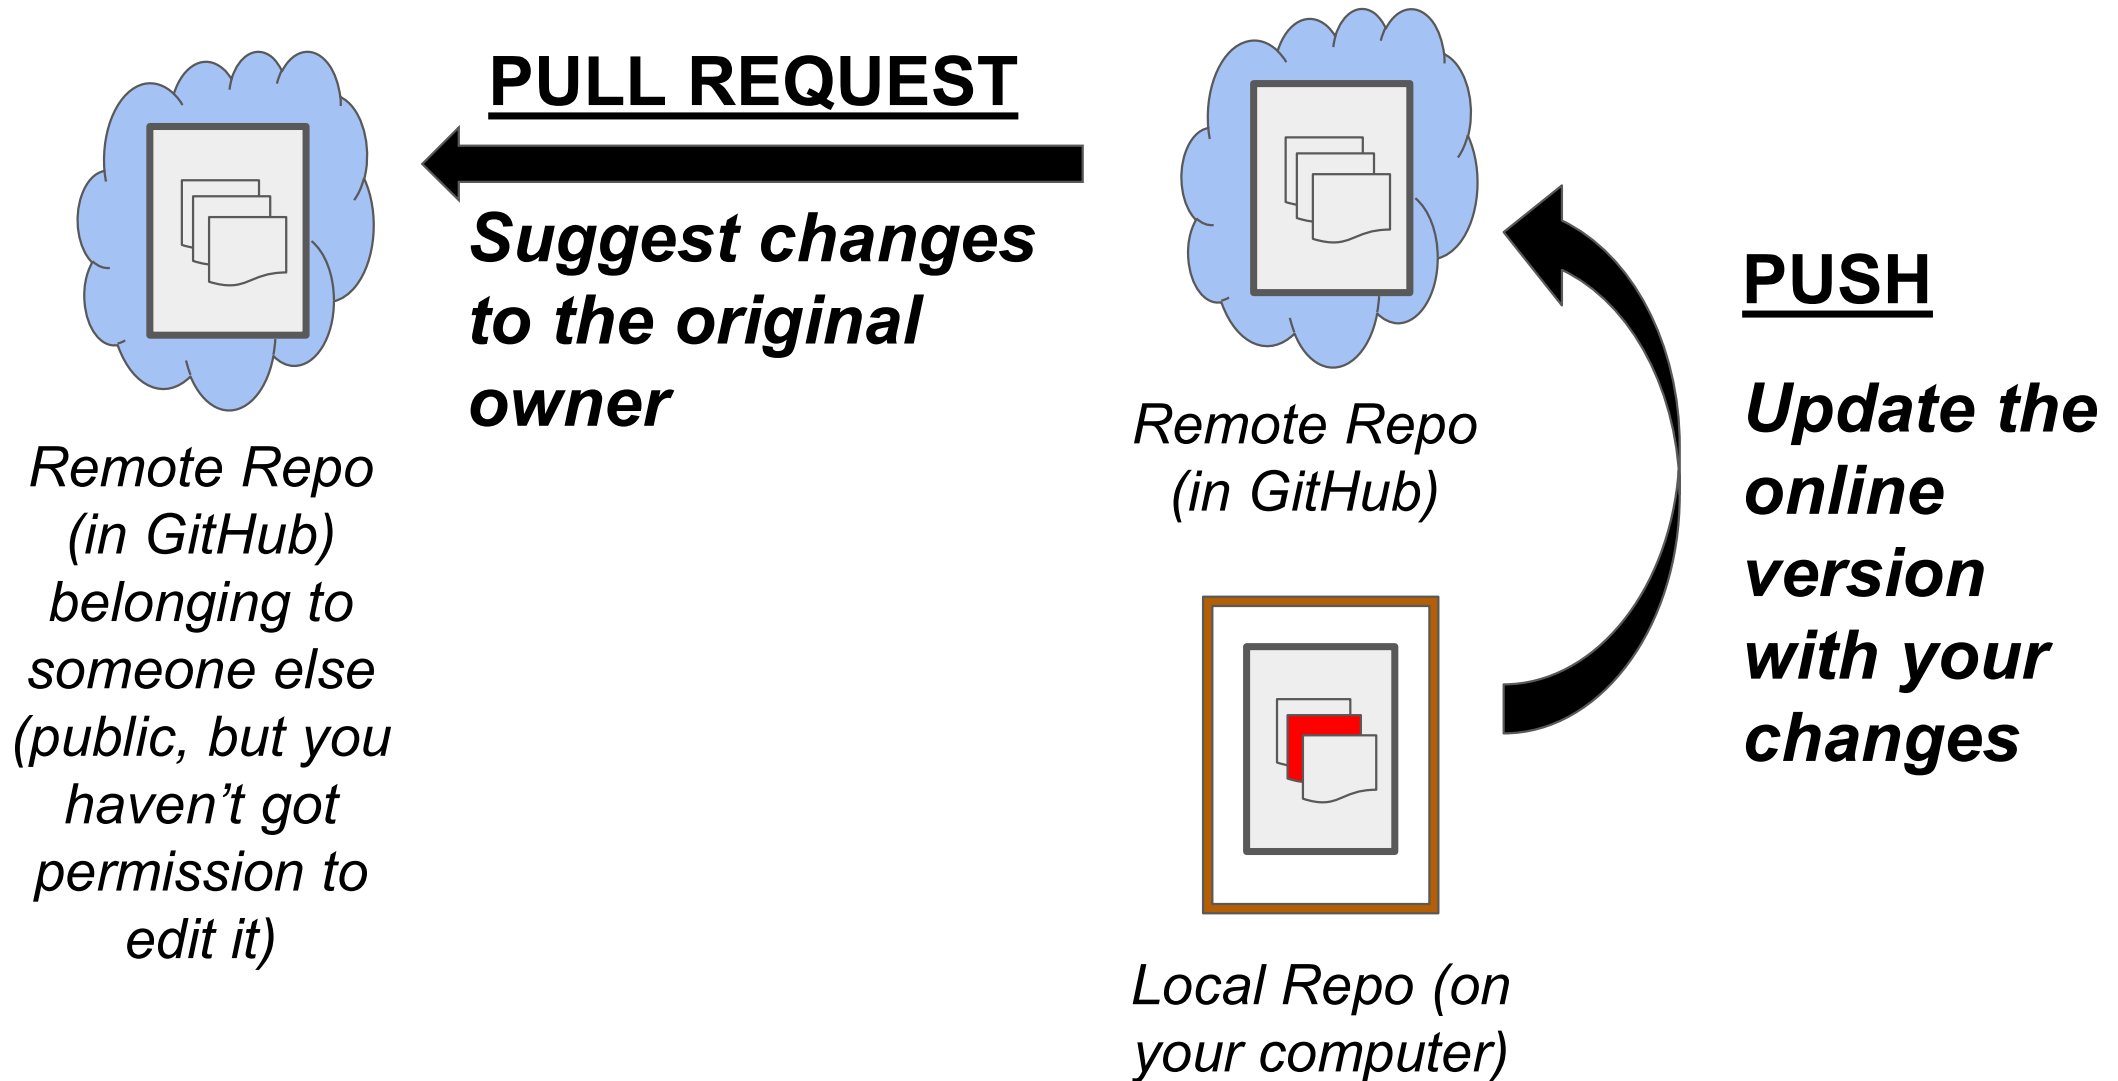 PULL REQUEST
Suggest changes
to the original
owner
Remote Repo
(in GitHub)
belonging to
someone else
(public, but you
haven’t got
permission to
edit it)
Remote Repo
(in GitHub)
PUSH
Update the
online
version
with your
changes
Local Repo (on
your computer)